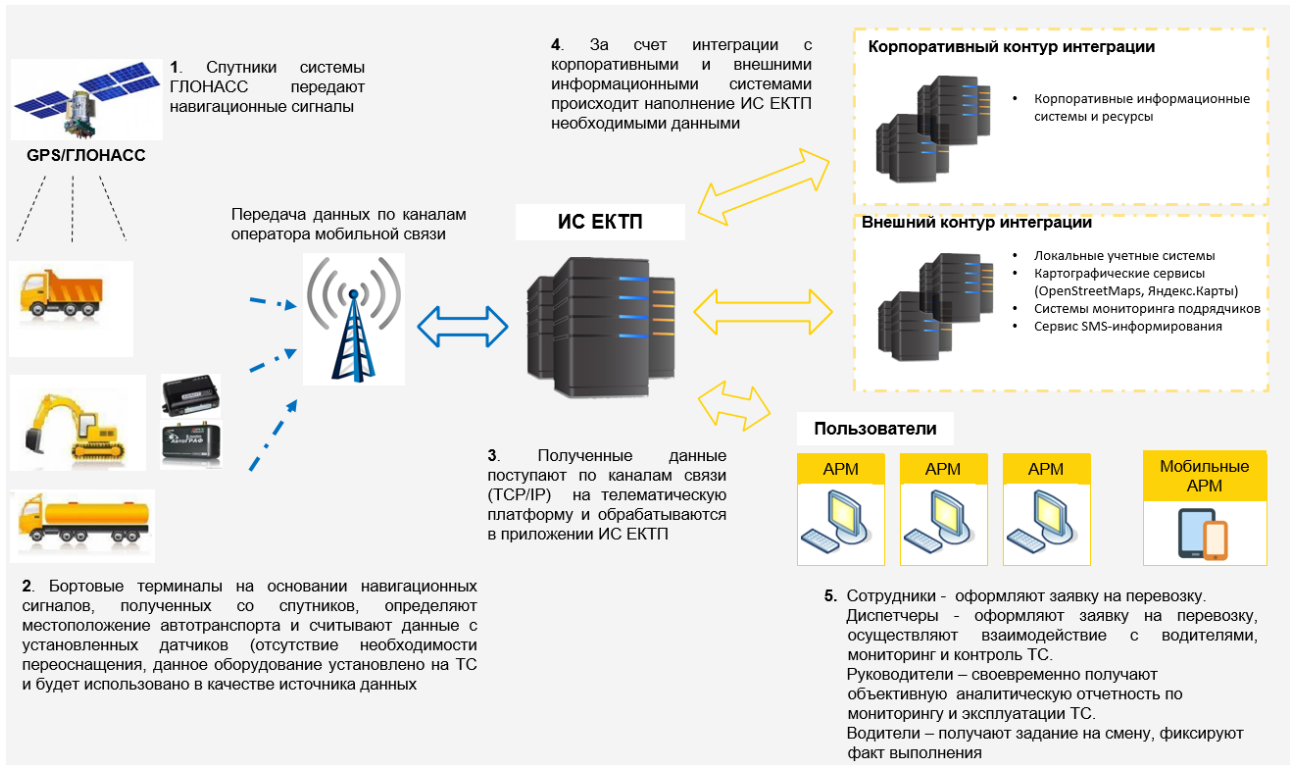 1. Спутники системы
ГЛОНАСС передают
навигационные сигналы
GPS/ГЛОНАСС
Передача данных по каналам
оператора мобильной связи
4. За счет интеграции с
корпоративными и внешними
информационными системами
происходит наполнение ИС ЕКТП
необходимыми данными
ИС ЕКТП
Корпоративный контур интеграции
• Корпоративные информационные
системы и ресурсы
Внешний контур интеграции
• Локальные учетные системы
• Картографические сервисы
(OpenStreetMaps, Яндекс.Карты)
• Системы мониторинга подрядчиков
• Сервис SMS-информирования
АвтоГРАФ
3. Полученные данные
поступают по каналам связи
(TCP/IP) на телематическую
платформу и обрабатываются
в приложении ИС ЕКТП
Пользователи
АРМ
АРМ
АРМ
Мобильные
АРМ
2. Бортовые терминалы на основании навигационных
сигналов, полученных со спутников, определяют
местоположение автотранспорта и считывают данные с
установленных датчиков (отсутствие необходимости
переоснащения, данное оборудование установлено на ТС
и будет использовано в качестве источника данных
5. Сотрудники - оформляют заявку на перевозку.
Диспетчеры - оформляют заявку на перевозку,
осуществляют взаимодействие с водителями,
мониторинг и контроль ТС.
Руководители – своевременно получают
объективную аналитическую отчетность по
мониторингу и эксплуатации ТС.
Водители – получают задание на смену, фиксируют
факт выполнения